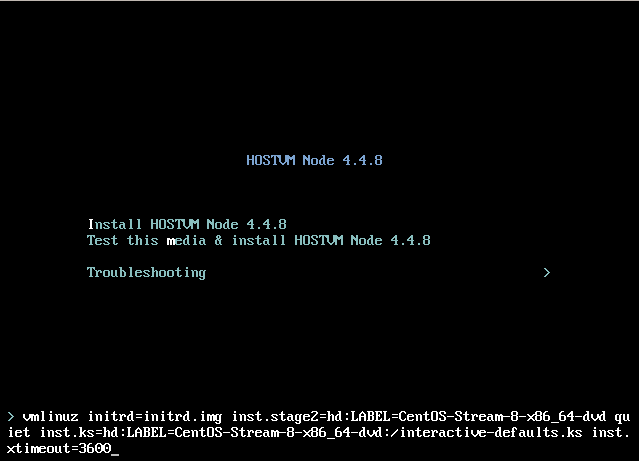 HOSTVM Node 4.4.8
Install HOSTVM Node 4.4.8
Test this media & install HOSTVM Node 4.4.8
Troubleshooting >
> vmlinuz initrd=initrd.img inst.stage2=hd:LABEL=CentOS-Stream-8-x86_64-dvd qu
iet inst.ks=hd:LABEL=CentOS-Stream-8-x86_64-dvd:/interactive-defaults.ks inst.
xtimeout=3600_